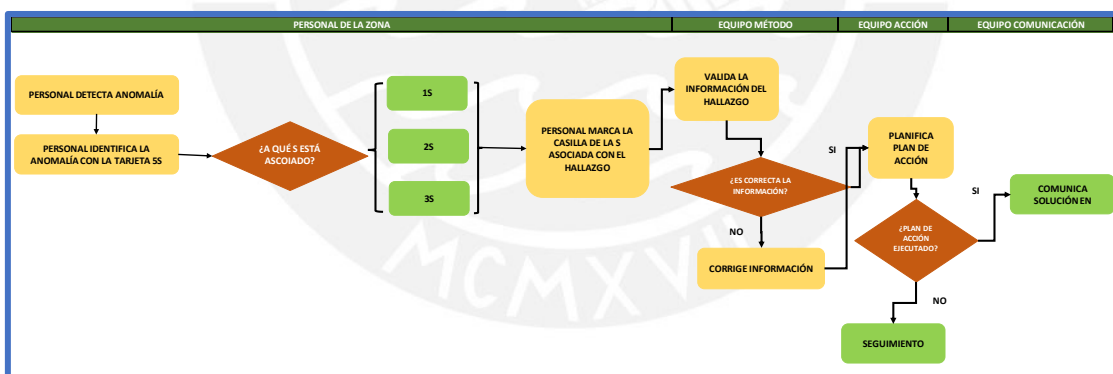 PERSONAL DE LA ZONA
EQUIPO MÉTODO
EQUIPO ACCIÓN
EQUIPO COMUNICACIÓN
PERSONAL DETECTA ANOMALÍA
PERSONAL IDENTIFICA LA
ANOMALÍA CON LA TARJETA 5S
¿A QUÉ S ESTÁ
ASCOIADO?
1S
2S
3S
PERSONAL MARCA LA
CASILLA DE LA S
ASOCIADA CON EL
HALLAZGO
VALIDA LA
INFORMACIÓN DEL
HALLAZGO
¿ES CORRECTA LA
INFORMACIÓN?
SI
NO
CORRIGE INFORMACIÓN
PLANIFICA
PLAN DE
ACCIÓN
¿PLAN DE
ACCIÓN
EJECUTADO?
SI
NO
COMUNICA
SOLUCIÓN EN
SEGUIMIENTO
MCMXVII